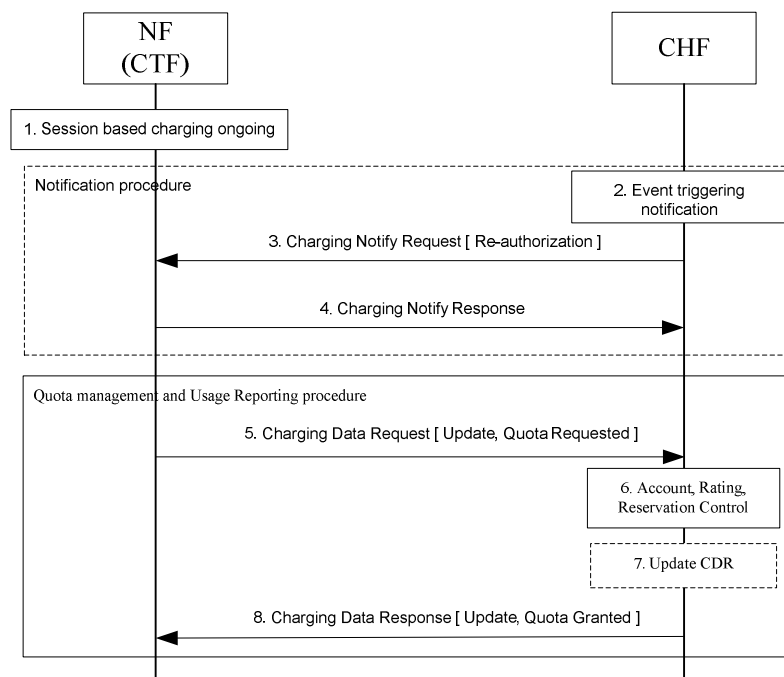 NF
(CTF)
CHF
1. Session based charging ongoing
Notification procedure
2. Event triggering
notification
3. Charging Notify Request [ Re-authorization ]
4. Charging Notify Response
Quota management and Usage Reporting procedure
5. Charging Data Request [ Update, Quota Requested ]
6. Account, Rating,
Reservation Control
7. Update CDR
8. Charging Data Response [ Update, Quota Granted ]